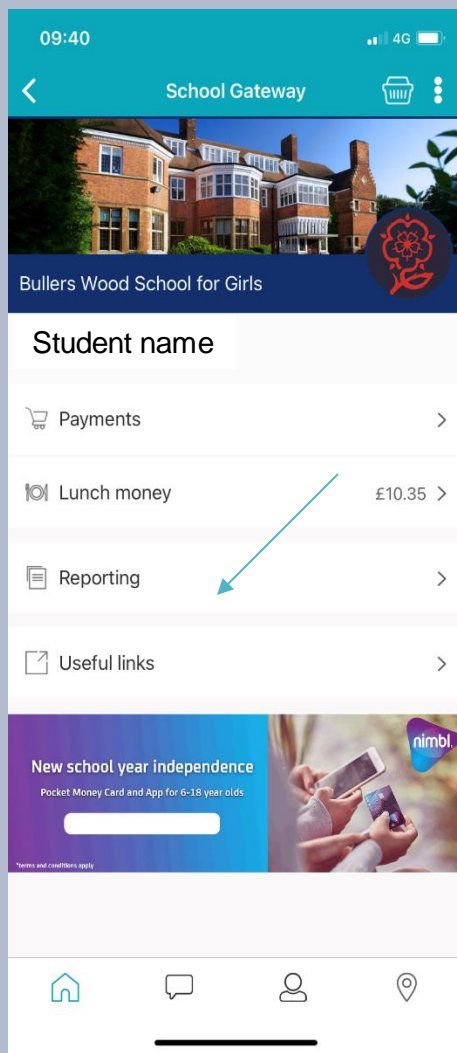 09:40
4G
School Gateway
Bullers Wood School for Girls
Student name
Payments
Lunch money £10.35
Reporting
Useful links
nimbl.
New school year independence
Pocket Money Card and App for 6-18 year olds
*terms and conditions apply